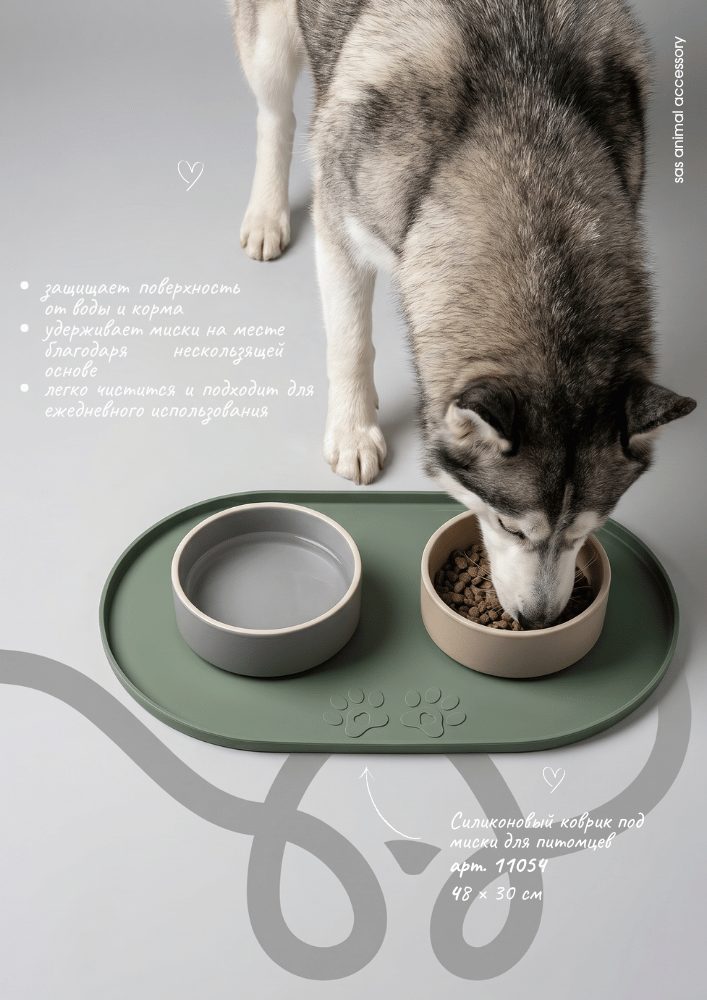 sas animal accessory
• защищает поверхность
от воды и корма
• удерживает миски на месте
благодаря нескользящей
основе
• легко чистится и подходит для
ежедневного использования
Силиконовый коврик под
миски для питомцев
арт. 11054
48 × 30 см